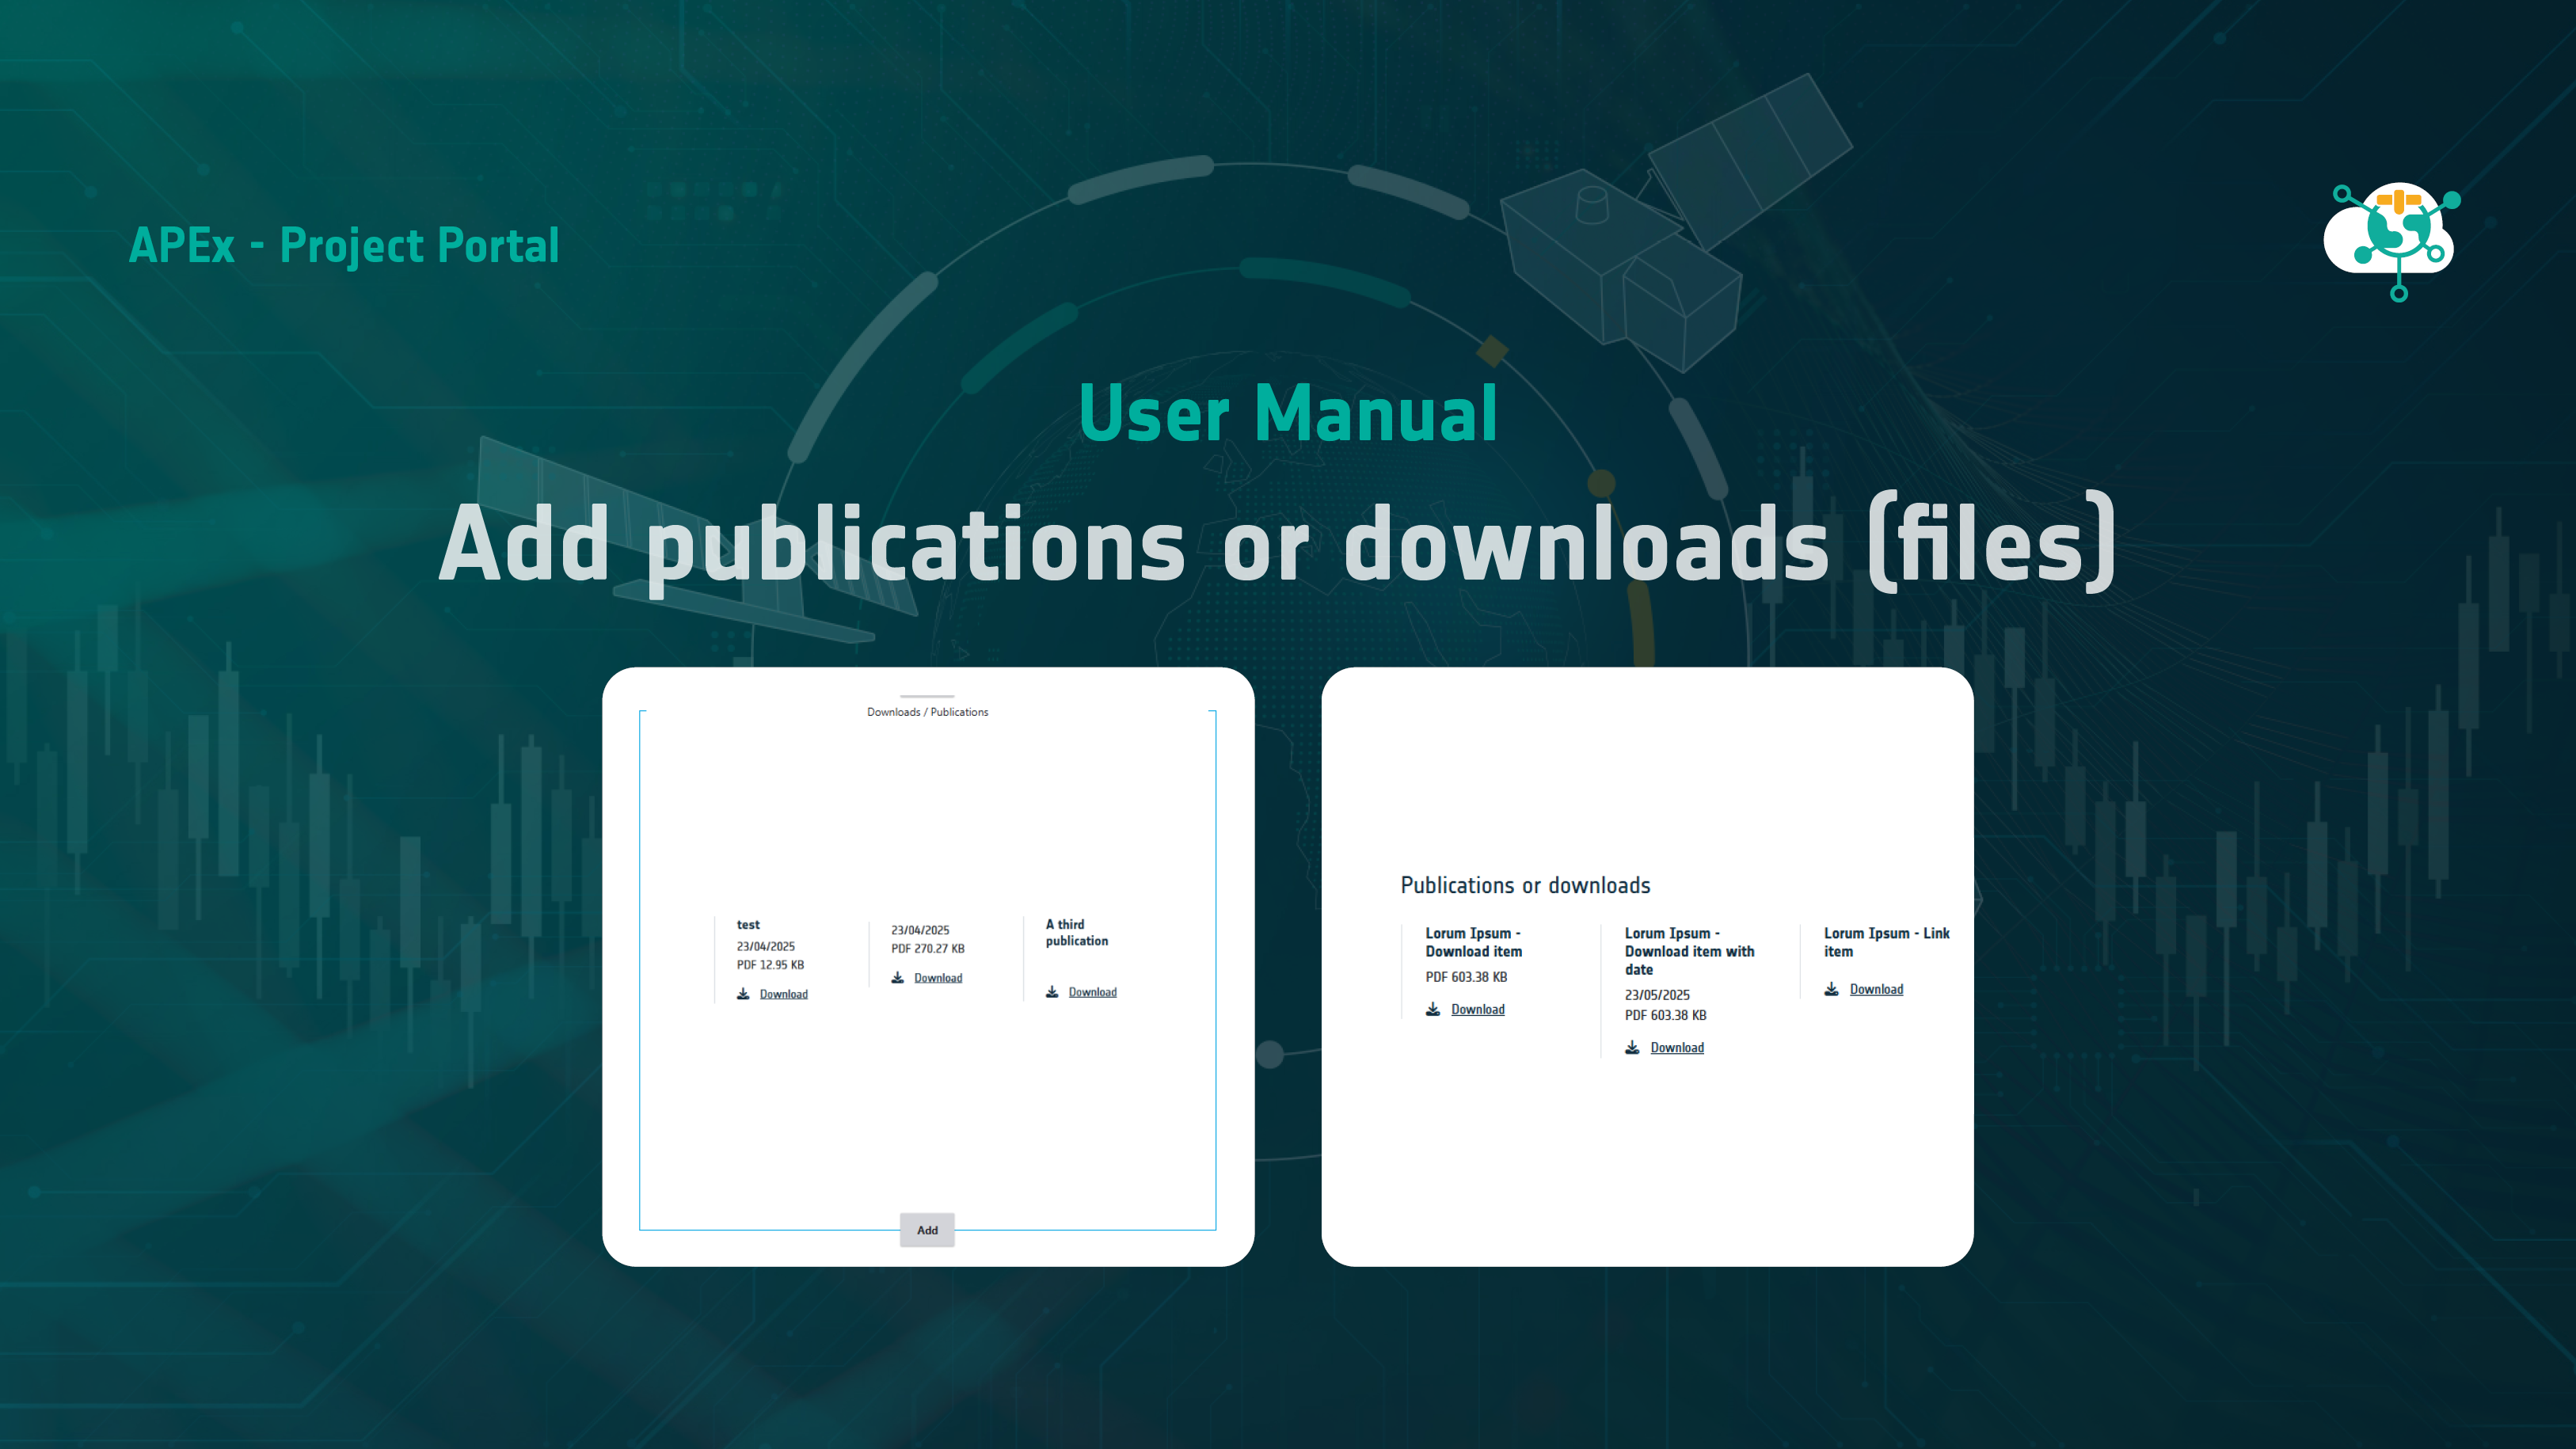 APEx - Project Portal
User Manual
Add publications or downloads (files)
Downloads / Publications
test
23/04/2025
PDF 12.95 KB
Download
23/04/2025
PDF 270.27 KB
Download
A third
publication
Download
Add
Publications or downloads
Lorum Ipsum -
Download item
PDF 603.38 KB
Download
Lorum Ipsum -
Download item with
date
23/05/2025
PDF 603.38 KB
Download
Lorum Ipsum - Link
item
Download